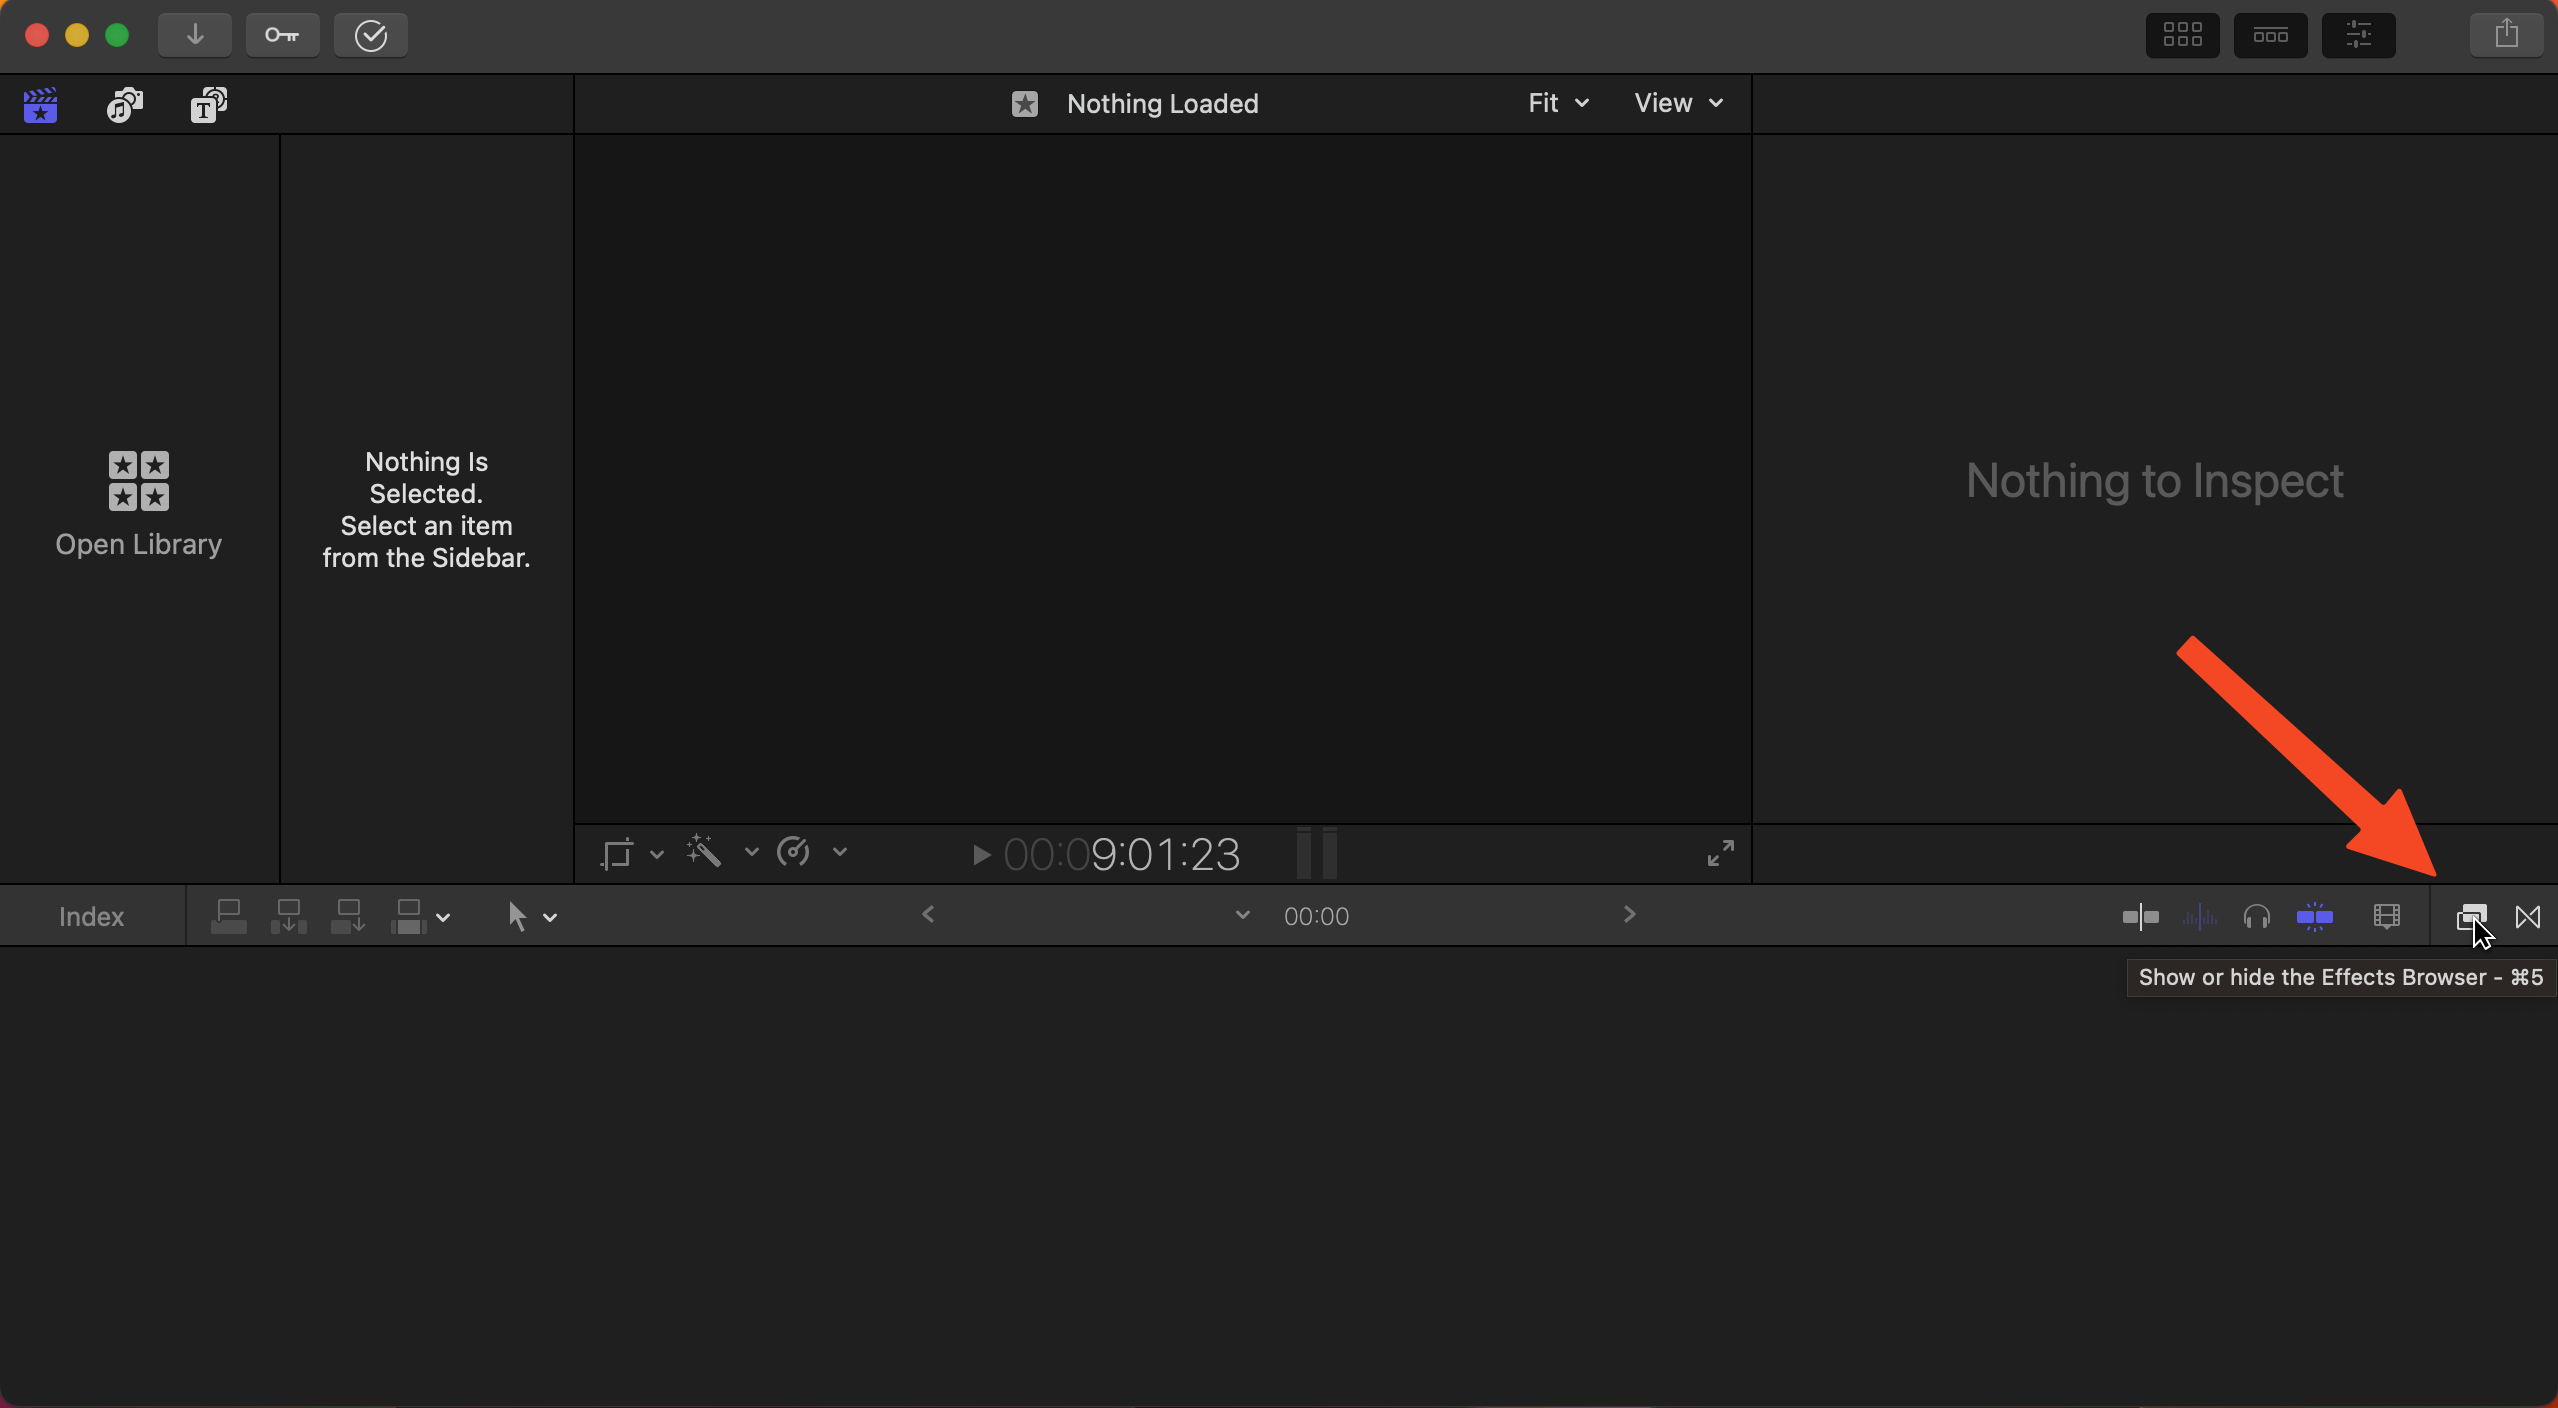 Nothing Loaded
Fit
View
Open Library
Nothing Is
Selected.
Select an item
from the Sidebar.
Nothing to Inspect
00:09:01:23
Index
00:00
Show or hide the Effects Browser - ⌘5